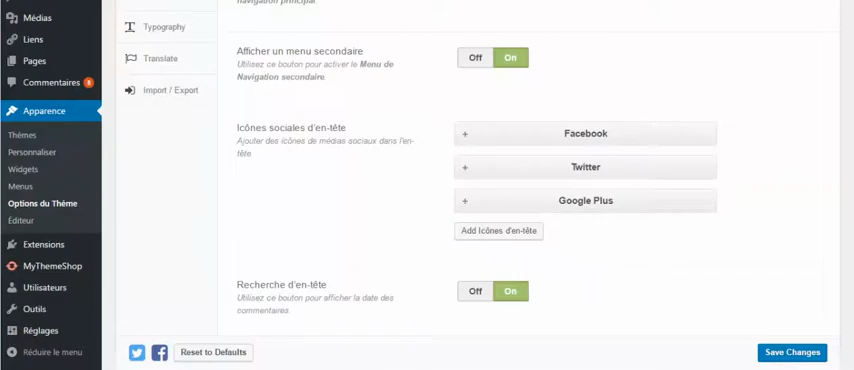 Médias
Liens
Pages
Commentaires 8
Apparence
Thèmes
Personnaliser
Widgets
Menus
Options du Thème
Éditeur
Extensions
MyThemeShop
Utilisateurs
Outils
Réglages
Réduire le menu
Typography
Translate
Import / Export
navigation principal.
Afficher un menu secondaire
Utilisez ce bouton pour activer le Menu de
Navigation secondaire.
Off On
Icônes sociales d'en-tête
Ajouter des icônes de médias sociaux dans l'en-
tête.
+ Facebook
+ Twitter
+ Google Plus
Add Icônes d'en-tête
Recherche d'en-tête
Utilisez ce bouton pour afficher la date des
commentaires.
Off On
Reset to Defaults
Save Changes